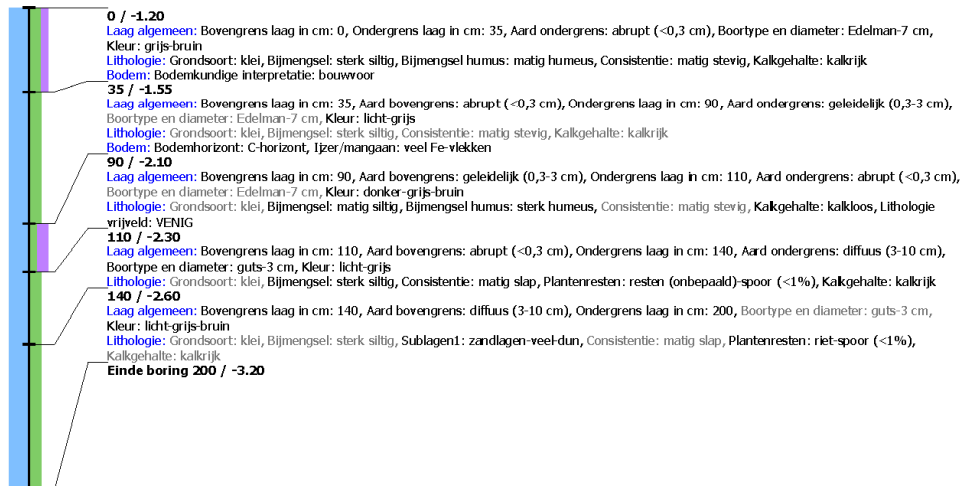 0 / -1.20
Laag algemeen: Bovengrens laag in cm: 0, Ondergrens laag in cm: 35, Aard ondergrens: abrupt (<0,3 cm), Boortype en diameter: Edelman-7 cm,
Kleur: grijs-bruin
Lithologie: Grondsoort: klei, Bijmengsel: sterk siltig, Bijmengsel humus: matig humeus, Consistentie: matig stevig, Kalkgehalte: kalkrijk
Bodem: Bodemkundige interpretatie: bouwvoor
35 / -1.55
Laag algemeen: Bovengrens laag in cm: 35, Aard bovengrens: abrupt (<0,3 cm), Ondergrens laag in cm: 90, Aard ondergrens: geleidelijk (0,3-3 cm),
Boortype en diameter: Edelman-7 cm, Kleur: licht-grijs
Lithologie: Grondsoort: klei, Bijmengsel: sterk siltig, Consistentie: matig stevig, Kalkgehalte: kalkrijk
Bodem: Bodemhorizont: C-horizont, Ijzer/mangaan: veel Fe-vlekken
90 / -2.10
Laag algemeen: Bovengrens laag in cm: 90, Aard bovengrens: geleidelijk (0,3-3 cm), Ondergrens laag in cm: 110, Aard ondergrens: abrupt (<0,3 cm),
Boortype en diameter: Edelman-7 cm, Kleur: donker-grijs-bruin
Lithologie: Grondsoort: klei, Bijmengsel: matig siltig, Bijmengsel humus: sterk humeus, Consistentie: matig stevig, Kalkgehalte: kalkloos, Lithologie
vrijveld: VENIG
110 / -2.30
Laag algemeen: Bovengrens laag in cm: 110, Aard bovengrens: abrupt (<0,3 cm), Ondergrens laag in cm: 140, Aard ondergrens: diffuus (3-10 cm),
Boortype en diameter: guts-3 cm, Kleur: licht-grijs
Lithologie: Grondsoort: klei, Bijmengsel: sterk siltig, Consistentie: matig slap, Plantenresten: resten (onbepaald)-spoor (<1%), Kalkgehalte: kalkrijk
140 / -2.60
Laag algemeen: Bovengrens laag in cm: 140, Aard bovengrens: diffuus (3-10 cm), Ondergrens laag in cm: 200, Boortype en diameter: guts-3 cm,
Kleur: licht-grijs-bruin
Lithologie: Grondsoort: klei, Bijmengsel: sterk siltig, Sublagen1: zandlagen-veel-dun, Consistentie: matig slap, Plantenresten: riet-spoor (<1%),
Kalkgehalte: kalkrijk
Einde boring 200 / -3.20